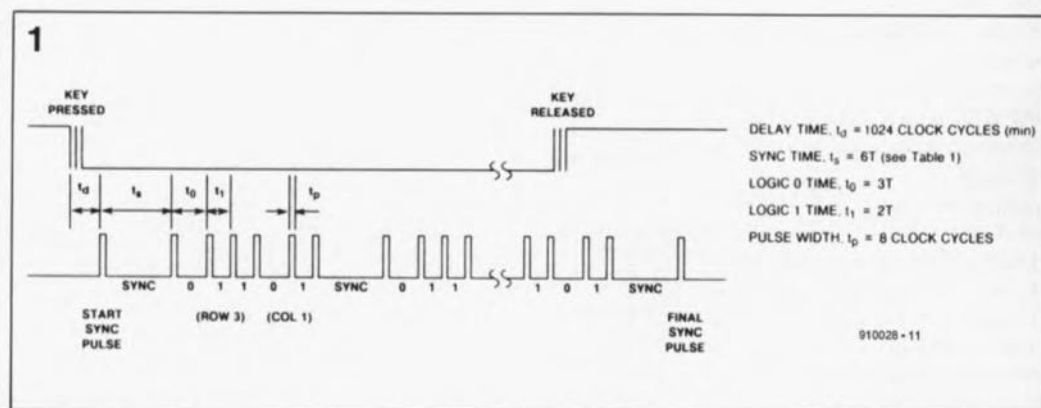 1
KEY
PRESSED
KEY
RELEASED
DELAY TIME, td = 1024 CLOCK CYCLES (min)
SYNC TIME, ts = 6T (see Table 1)
LOGIC 0 TIME, t0 = 3T
LOGIC 1 TIME, t1 = 2T
PULSE WIDTH, tp = 8 CLOCK CYCLES
td ts t0 t1 tp
SYNC 0 1 1 0 1 SYNC 0 1 1 1 0 1 SYNC
START
SYNC
PULSE
(ROW 3) (COL 1)
FINAL
SYNC
PULSE
910028 - 11